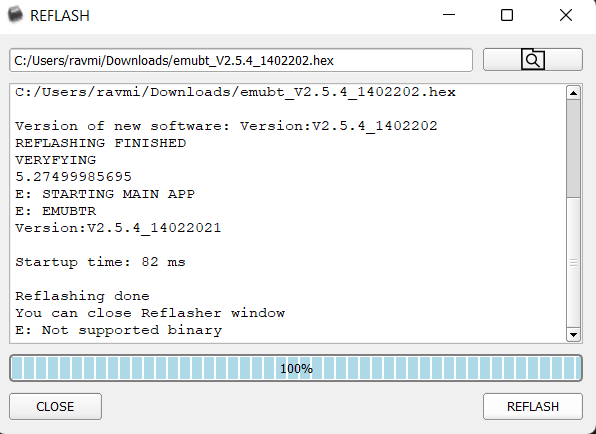 REFLASH
C:/Users/ravmi/Downloads/emubt_V2.5.4_1402202.hex
C:/Users/ravmi/Downloads/emubt_V2.5.4_1402202.hex
Version of new software: Version:V2.5.4_1402202
REFLASHING FINISHED
VERYFYING
5.27499985695
E: STARTING MAIN APP
E: EMUBTR
Version:V2.5.4_14022021
Startup time: 82 ms
Reflashing done
You can close Reflasher window
E: Not supported binary
100%
CLOSE
REFLASH